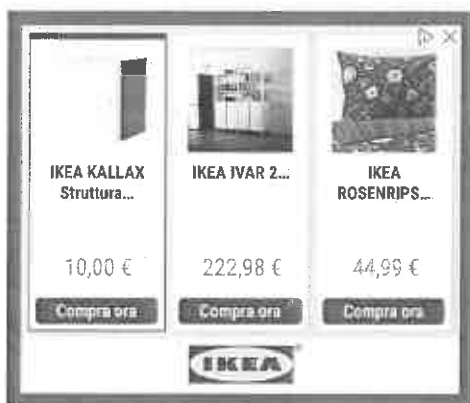 IKEA KALLAX
Struttura...
10,00 €
Compra ora
IKEA IVAR 2...
222,98 €
Compra ora
IKEA
ROSENRIPS...
44,99 €
Compra ora
IKEA